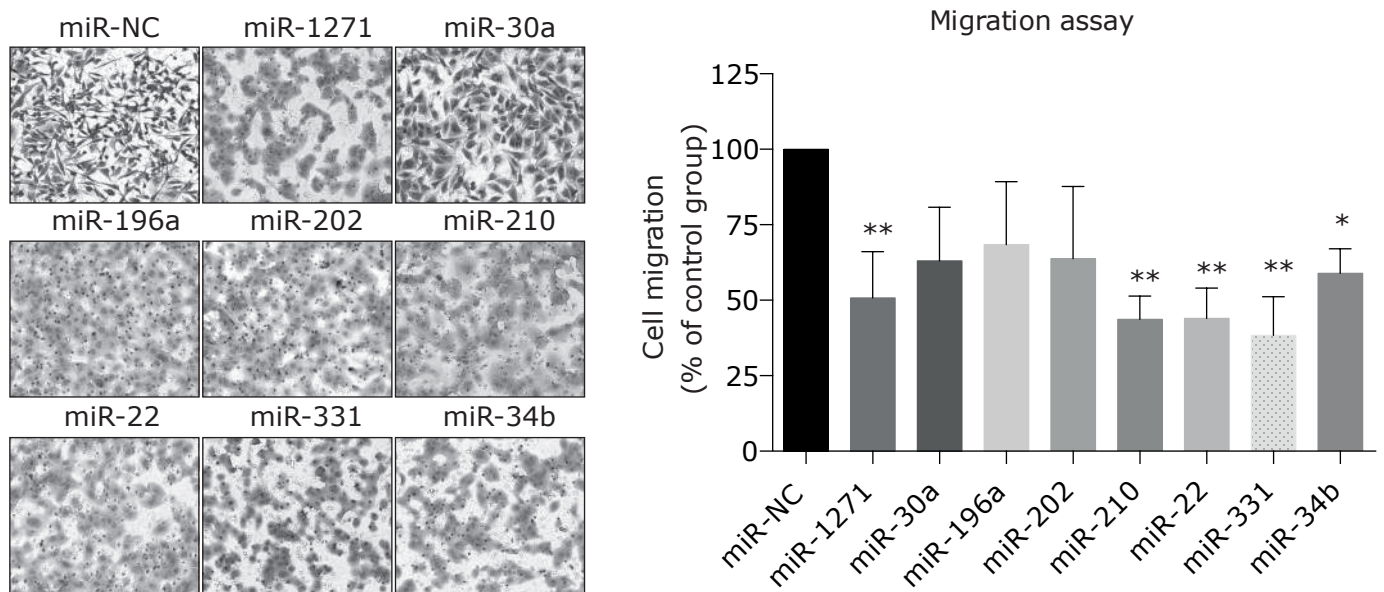 miR-NC
miR-1271
miR-30a
miR-196a
miR-202
miR-210
miR-22
miR-331
miR-34b
Migration assay
Cell migration
(% of control group)
125
100
75
50
25
0
**
**
**
**
*
miR-NC
miR-1271
miR-30a
miR-196a
miR-202
miR-210
miR-22
miR-331
miR-34b